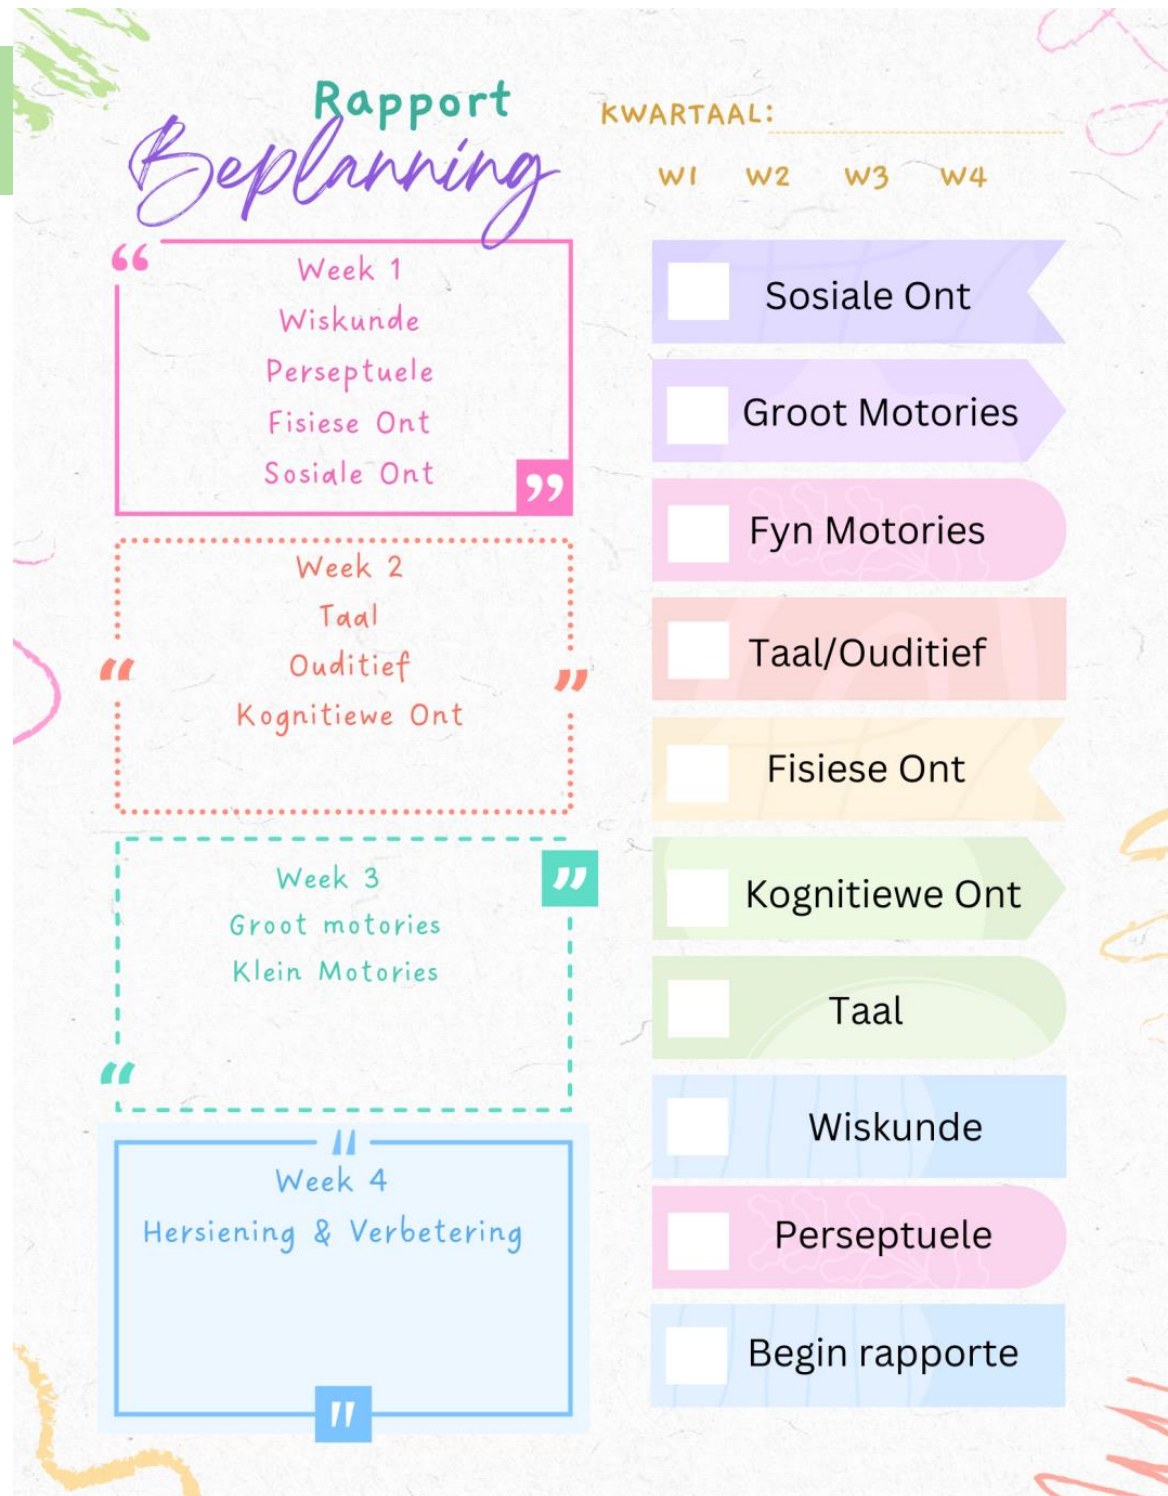 Rapport
Beplanning
KWARTAAL:
W1 W2 W3 W4
Week 1
Wiskunde
Perseptuele
Fisiese Ont
Sosiale Ont
Week 2
Taal
Ouditief
Kognitiewe Ont
Week 3
Groot motories
Klein Motories
Week 4
Hersiening & Verbetering
Sosiale Ont
Groot Motories
Fyn Motories
Taal/Ouditief
Fisiese Ont
Kognitiewe Ont
Taal
Wiskunde
Perseptuele
Begin rapporte